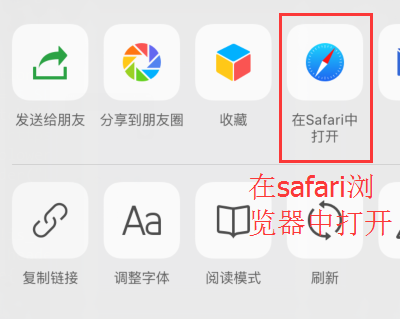 发送给朋友
分享到朋友圈
收藏
在Safari中
打开
在safari浏
览器中打开
Aa
复制链接
调整字体
阅读模式
刷新